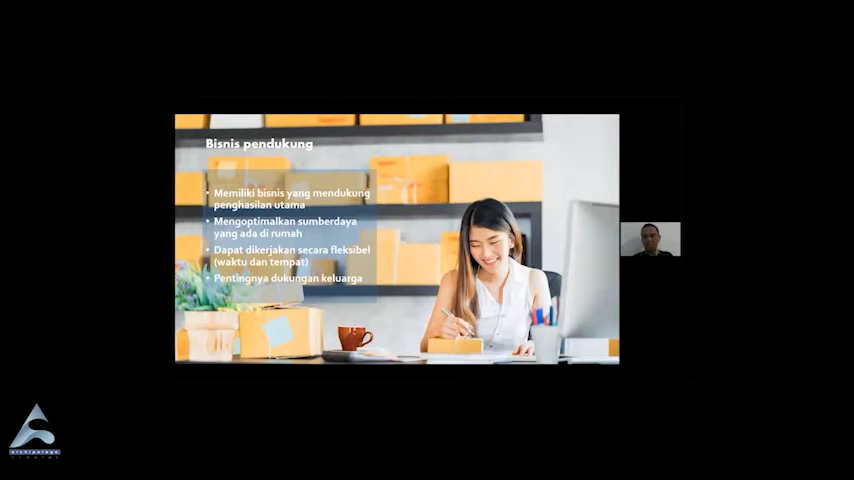 Bisnis pendukung
• Memiliki bisnis yang mendukung
penghasilan utama
• Mengoptimalkan sumberdaya
yang ada di rumah
• Dapat dikerjakan secara fleksibel
(waktu dan tempat)
• Pentingnya dukungan keluarga
archipelago